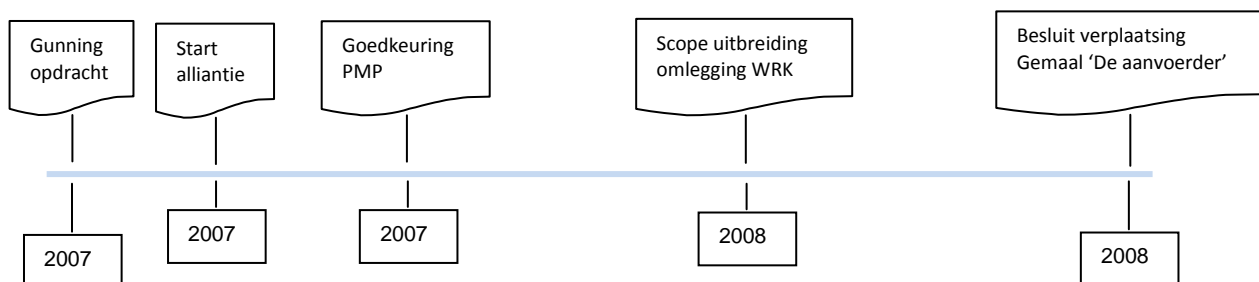 Gunning
opdracht
Start
alliantie
Goedkeuring
PMP
Scope uitbreiding
omlegging WRK
Besluit verplaatsing
Gemaal ‘De aanvoerder’
2007
2007
2007
2008
2008